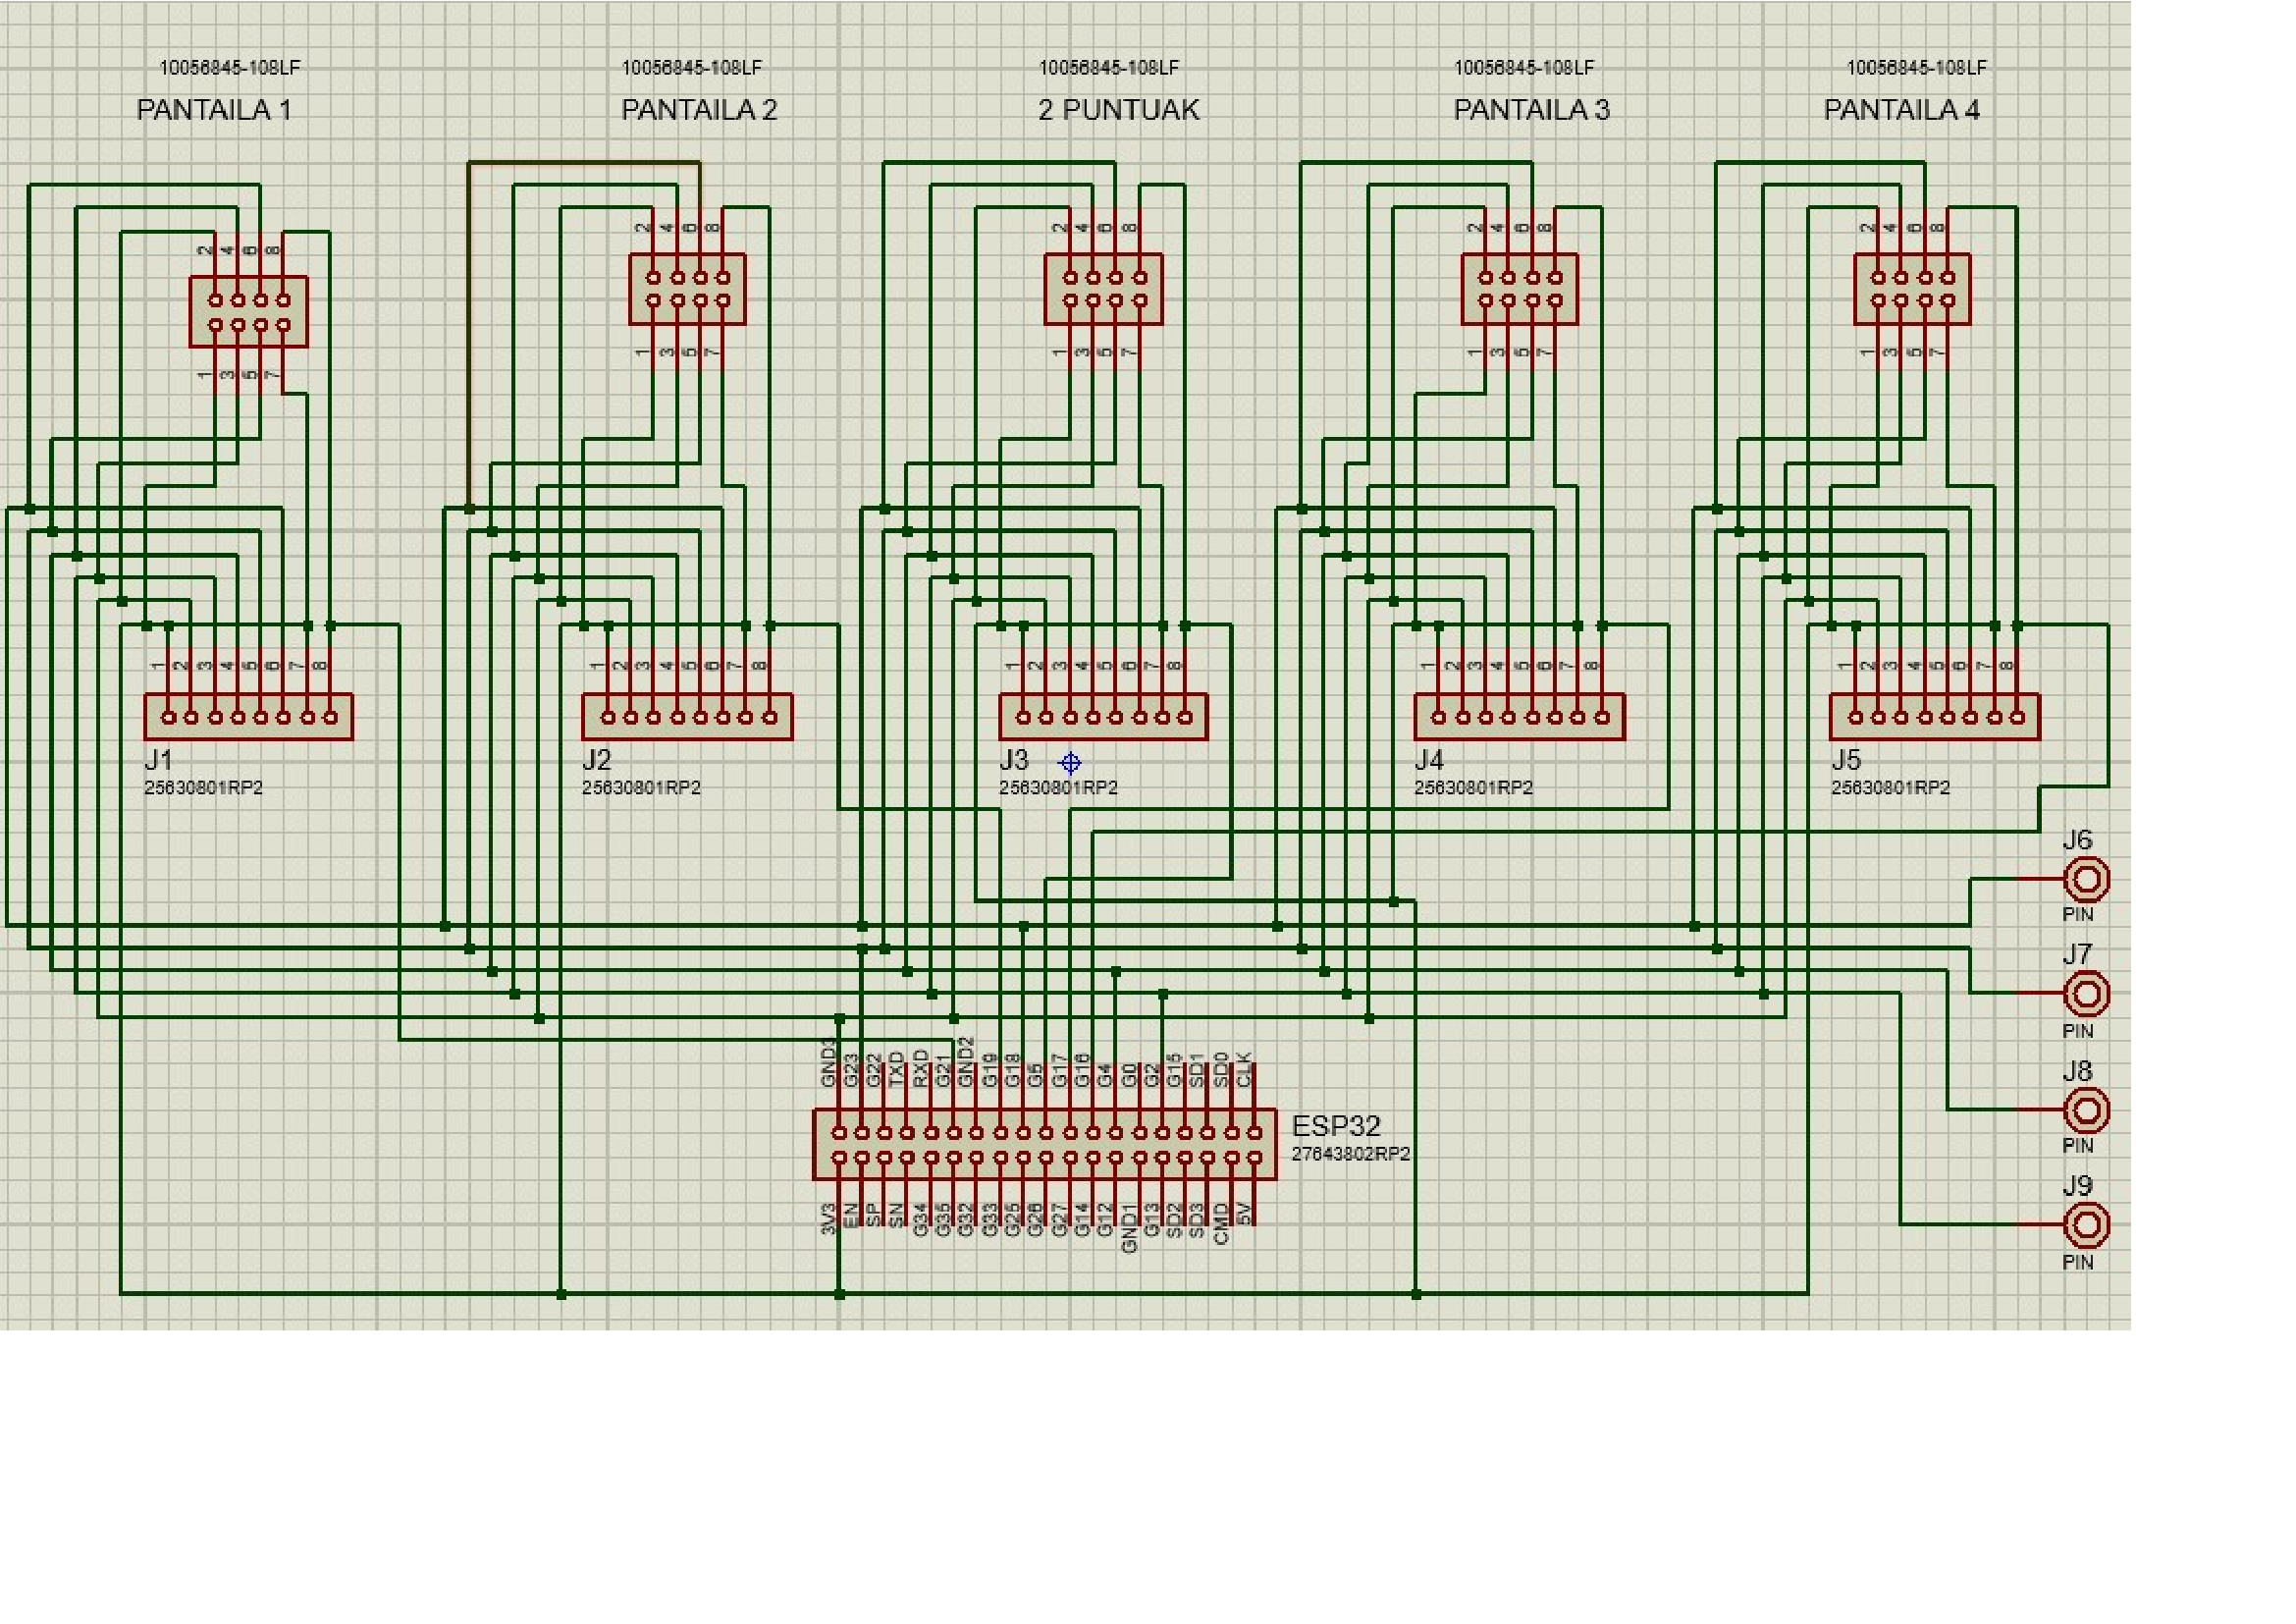 10056845-108LF 10056845-108LF 10056845-108LF 10056845-108LF 10056845-108LF
PANTAILA 1 PANTAILA 2 2 PUNTUAK PANTAILA 3 PANTAILA 4
2 4 6 8 2 4 6 8 2 4 6 8 2 4 6 8 2 4 6 8
1 3 5 7 1 3 5 7 1 3 5 7 1 3 5 7 1 3 5 7
1 2 3 4 5 6 7 8 1 2 3 4 5 6 7 8 1 2 3 4 5 6 7 8 1 2 3 4 5 6 7 8 1 2 3 4 5 6 7 8
J1 J2 J3 J4 J5
25630801RP2 25630801RP2 25630801RP2 25630801RP2 25630801RP2
J6
PIN
J7
PIN
GND3 G23 G22 TXD RXD G21 GND2 G19 G18 G5 G17 G16 G4 G0 G2 G15 SD1 SD0 CLK
J8
ESP32
27643802RP2
PIN
J9
3V3 EN SP SN G34 G35 G32 G33 G25 G26 G27 G14 G12 GND1 G13 SD2 SD3 CMD 5V
PIN